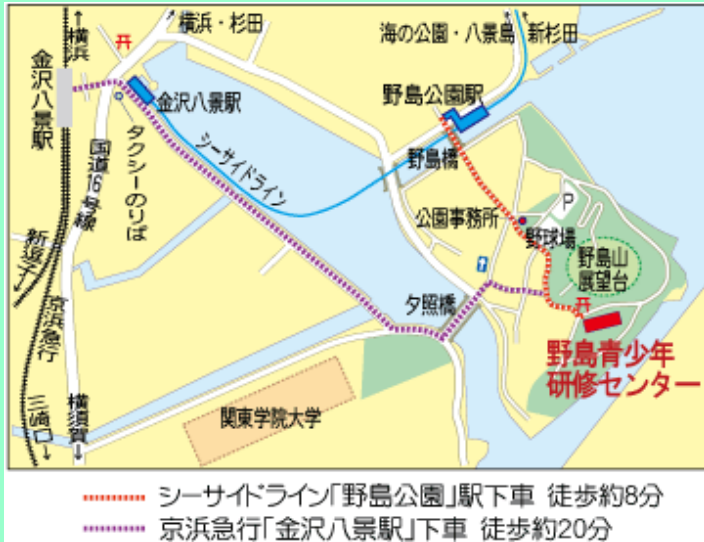 横浜
横浜・杉田
海の公園・八景島
新杉田
金沢八景駅
金沢八景駅
野島公園駅
シーサイドライン
タクシーのりば
国道16号線
野島橋
公園事務所
P
野球場
野島山
展望台
新逗子
京浜急行
夕照橋
野島青少年
研修センター
関東学院大学
三崎口
横須賀
シーサイドライン「野島公園」駅下車 徒歩約8分
京浜急行「金沢八景駅」下車 徒歩約20分